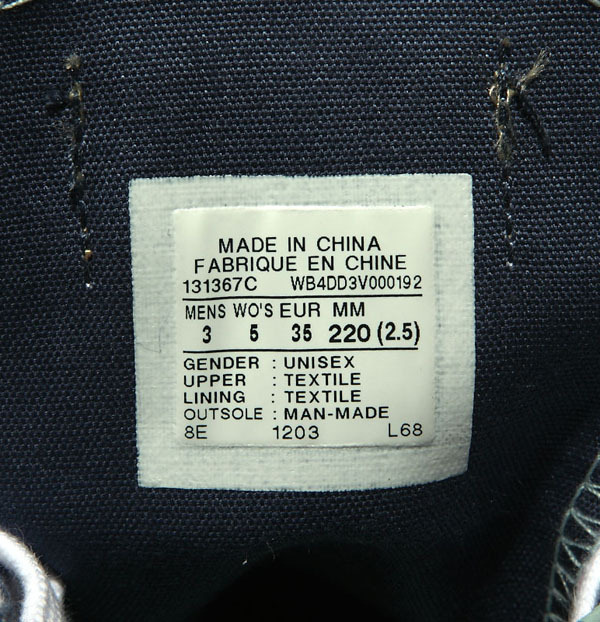 MADE IN CHINA
FABRIQUE EN CHINE
131367C WB4DD3V000192
MENS WO'S EUR MM
3 5 35 220 (2.5)
GENDER : UNISEX
UPPER : TEXTILE
LINING : TEXTILE
OUTSOLE : MAN-MADE
8E 1203 L68